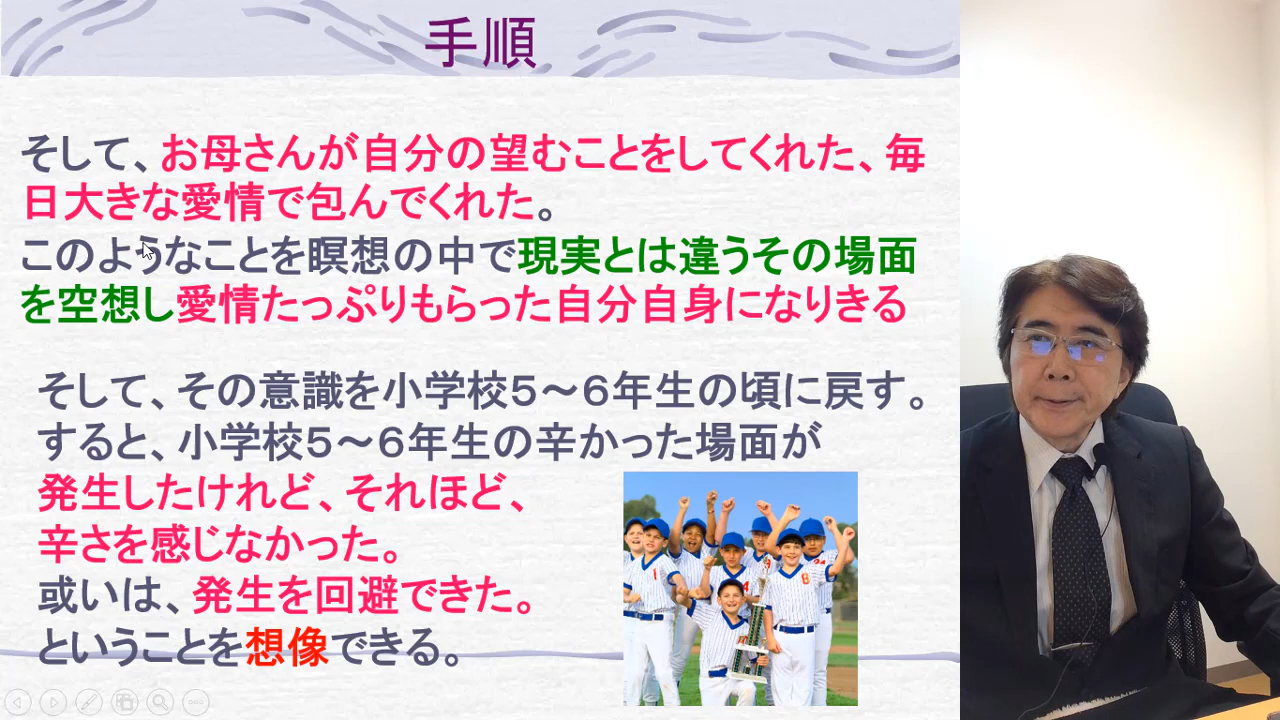 手順
そして、お母さんが自分の望むことをしてくれた、毎
日大きな愛情で包んでくれた。
このようなことを瞑想の中で現実とは違うその場面
を空想し愛情たっぷりもらった自分自身になりきる
そして、その意識を小学校５～６年生の頃に戻す。
すると、小学校５～６年生の辛かった場面が
発生したけれど、それほど、
辛さを感じなかった。
或いは、発生を回避できた。
ということを想像できる。